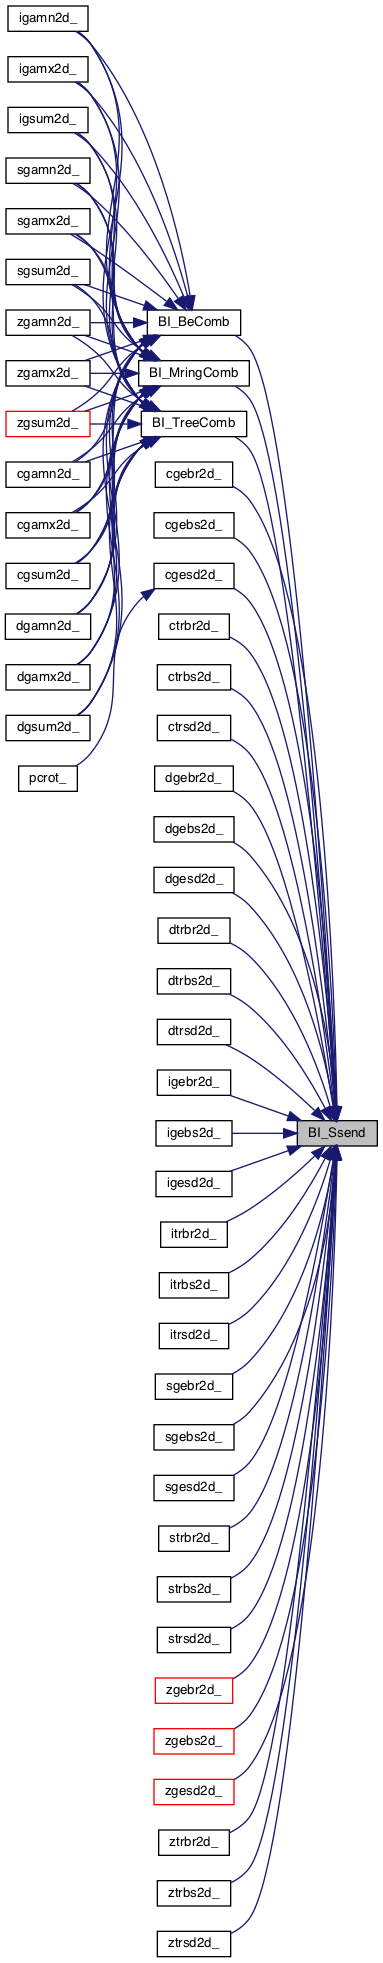 igamn2d_
igamx2d_
igsum2d_
sgamn2d_
sgamx2d_
sgsum2d_
zgamn2d_
BI_BeComb
zgamx2d_
BI_MringComb
zgsum2d_
BI_TreeComb
cgamn2d_
cgebr2d_
cgamx2d_
cgebs2d_
cgsum2d_
cgesd2d_
dgamn2d_
ctrbr2d_
dgamx2d_
ctrbs2d_
dgsum2d_
ctrsd2d_
pcrot_
dgebr2d_
dgebs2d_
dgesd2d_
dtrbr2d_
dtrbs2d_
dtrsd2d_
igebr2d_
igebs2d_
BI_Ssend
igesd2d_
itrbr2d_
itrbs2d_
itrsd2d_
sgebr2d_
sgebs2d_
sgesd2d_
strbr2d_
strbs2d_
strsd2d_
zgebr2d_
zgebs2d_
zgesd2d_
ztrbr2d_
ztrbs2d_
ztrsd2d_